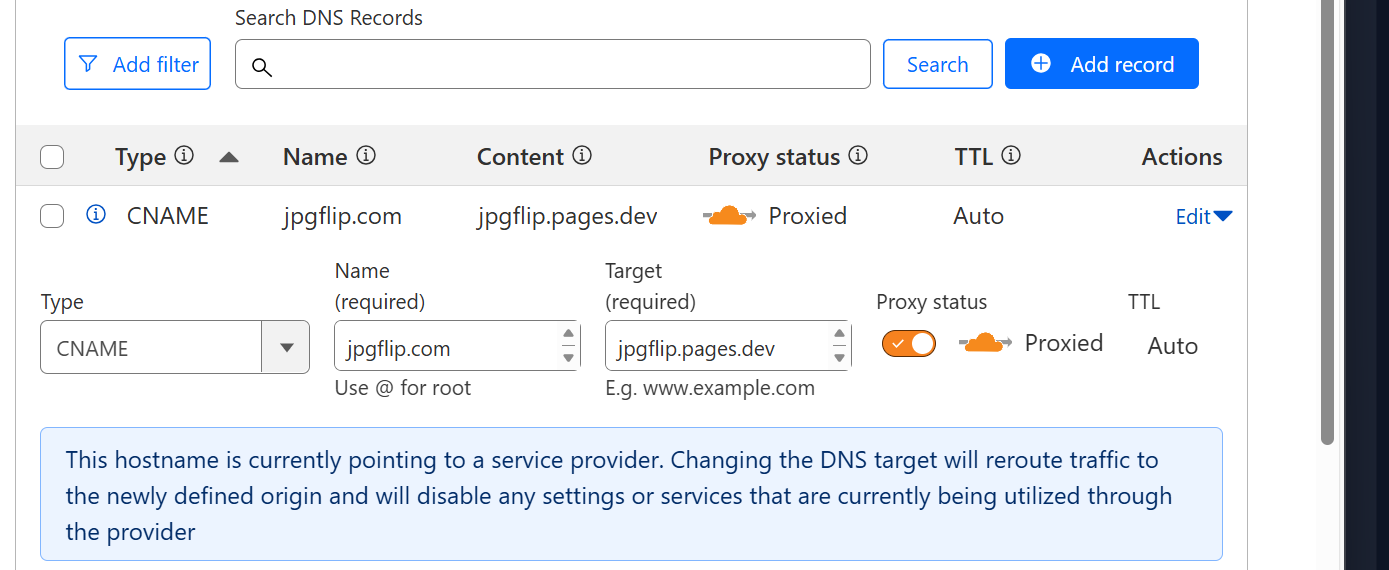 Search DNS Records
Add filter
Search
Add record
Type Name Content Proxy status TTL Actions
CNAME jpgflip.com jpgflip.pages.dev Proxied Auto Edit
Type
Name
(required)
Target
(required)
Proxy status
TTL
CNAME
jpgflip.com
jpgflip.pages.dev
Proxied
Auto
Use @ for root
E.g. www.example.com
This hostname is currently pointing to a service provider. Changing the DNS target will reroute traffic to
the newly defined origin and will disable any settings or services that are currently being utilized through
the provider